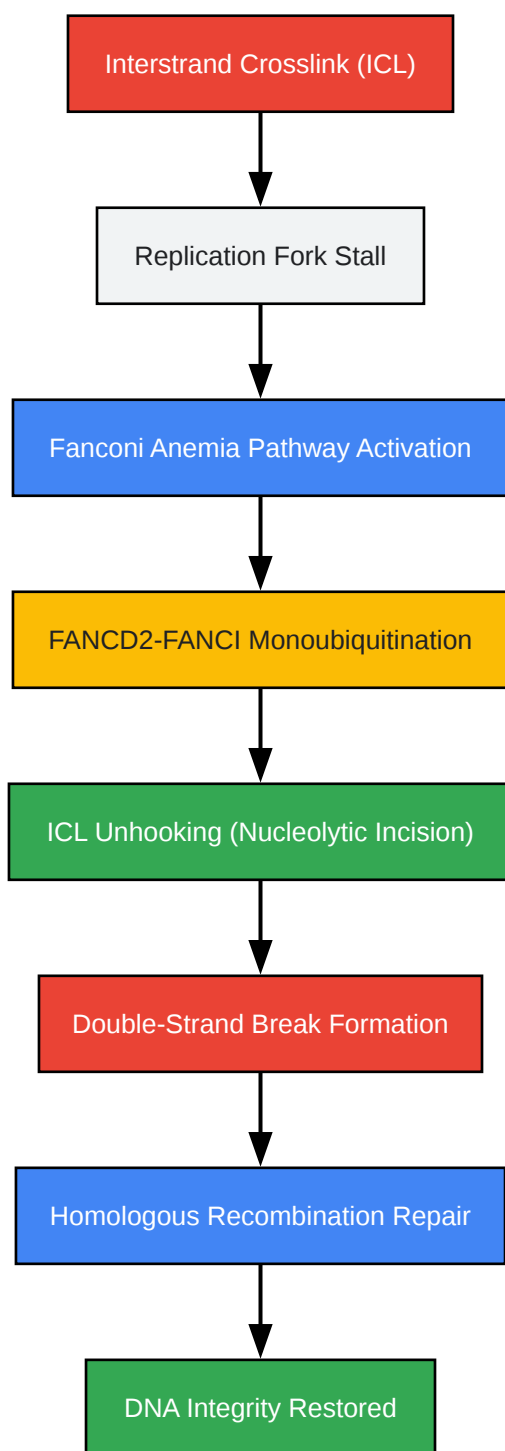 Interstrand Crosslink (ICL)
Replication Fork Stall
Fanconi Anemia Pathway Activation
FANCD2-FANCI Monoubiquitination
ICL Unhooking (Nucleolytic Incision)
Double-Strand Break Formation
Homologous Recombination Repair
DNA Integrity Restored